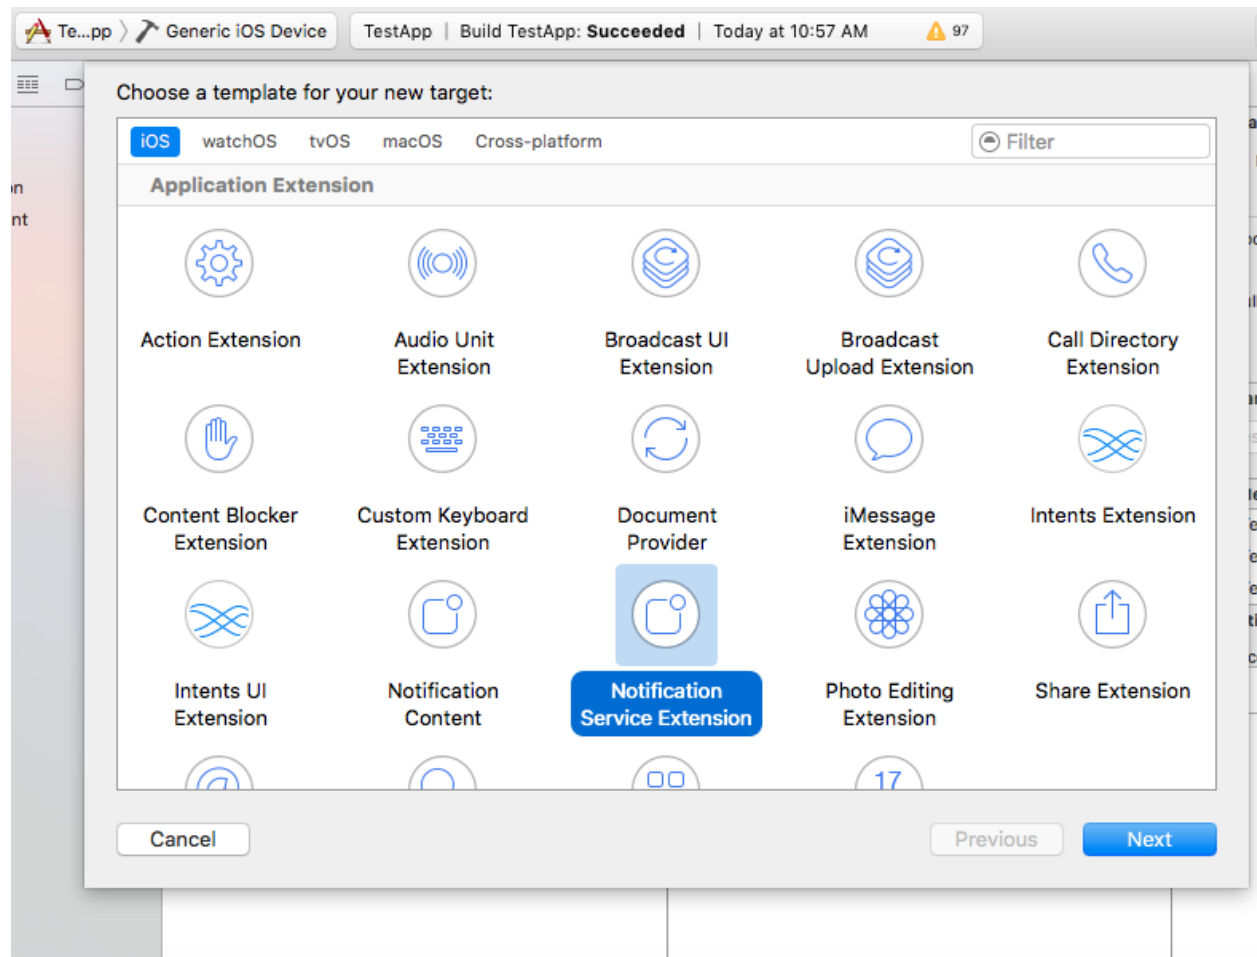 Te...pp Generic iOS Device TestApp | Build TestApp: Succeeded | Today at 10:57 AM 97
Choose a template for your new target:
iOS watchOS tvOS macOS Cross-platform Filter
Application Extension
on
nt
Action Extension
Audio Unit
Extension
Broadcast UI
Extension
Broadcast
Upload Extension
Call Directory
Extension
Content Blocker
Extension
Custom Keyboard
Extension
Document
Provider
iMessage
Extension
Intents Extension
Intents UI
Extension
Notification
Content
Notification
Service Extension
Photo Editing
Extension
Share Extension
17
Cancel Previous Next